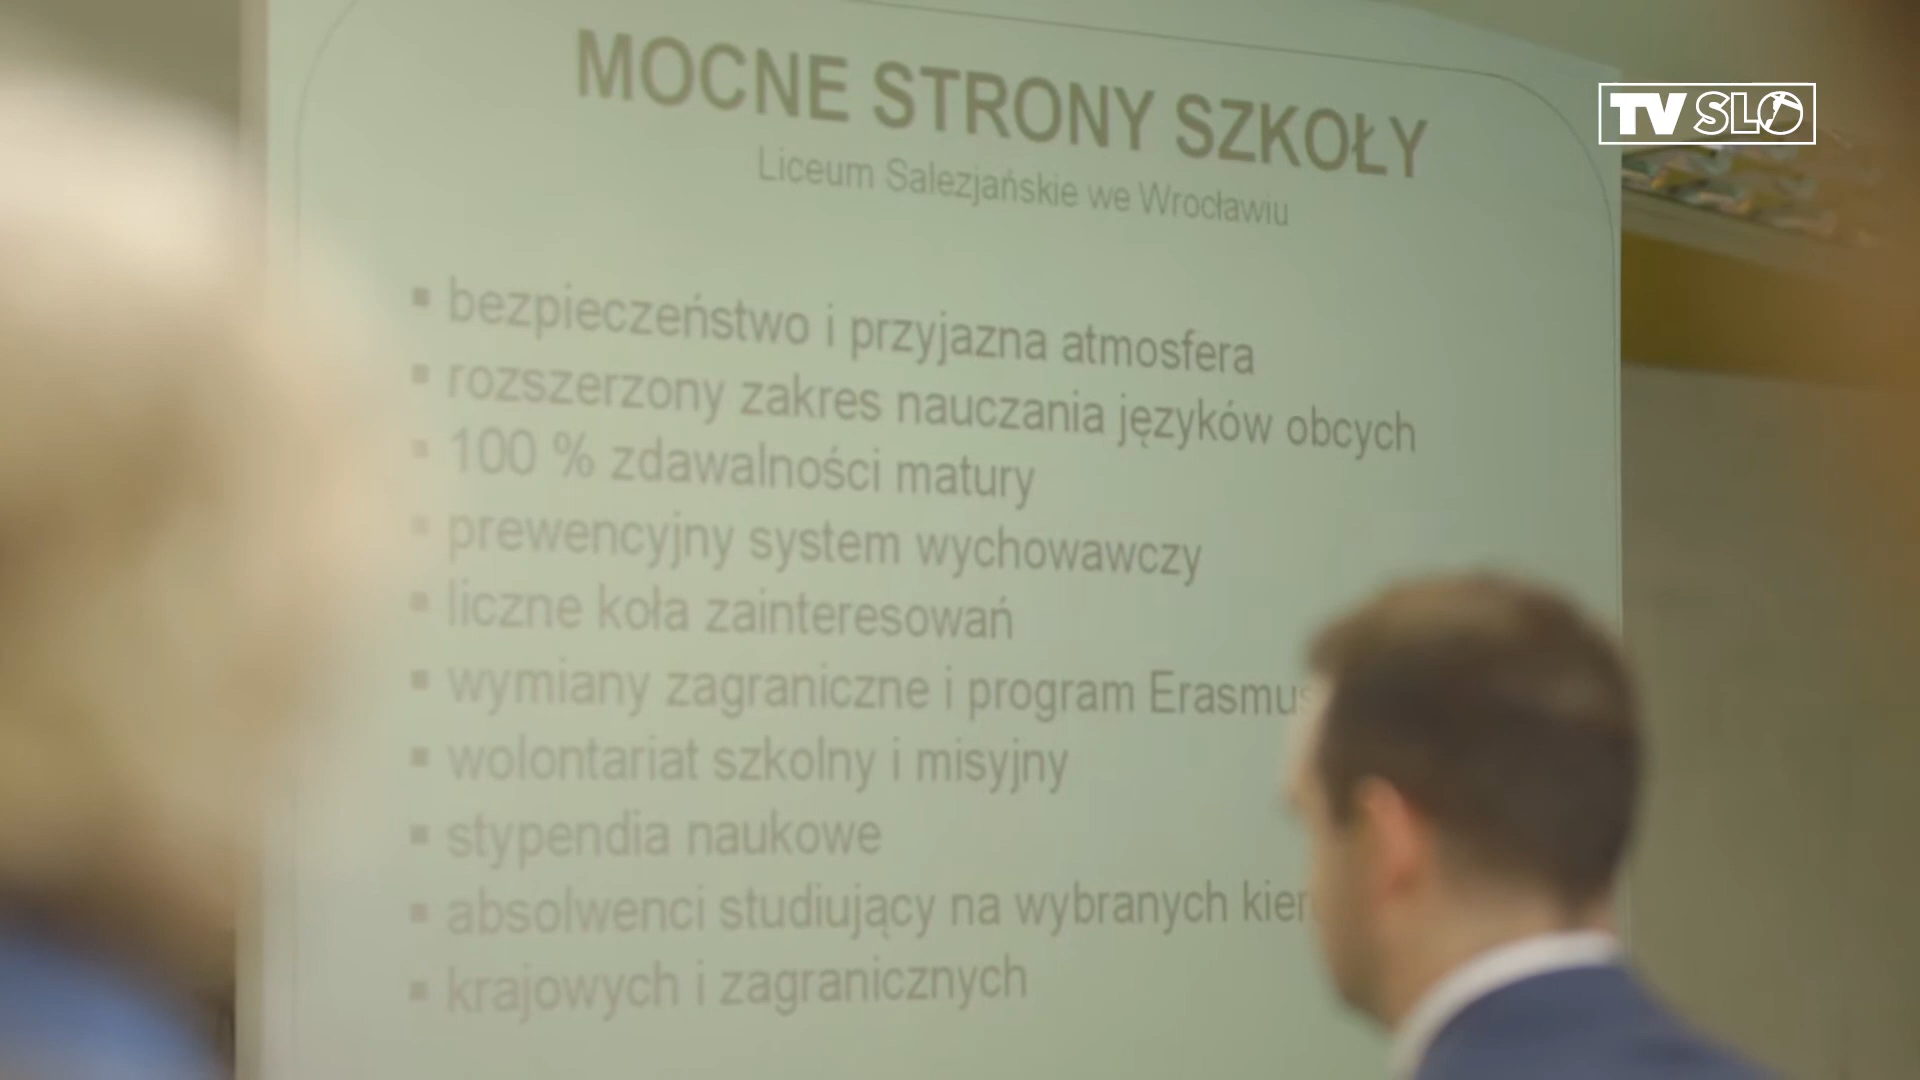 MOCNE STRONY SZKOŁY
TV SLO
Liceum Salezjańskie we Wrocławiu
▪ bezpieczeństwo i przyjazna atmosfera
▪ rozszerzony zakres nauczania języków obcych
▪ 100 % zdawalności matury
▪ prewencyjny system wychowawczy
▪ liczne koła zainteresowań
▪ wymiany zagraniczne i program Erasmus
▪ wolontariat szkolny i misyjny
▪ stypendia naukowe
▪ absolwenci studiujący na wybranych kier
▪ krajowych i zagranicznych